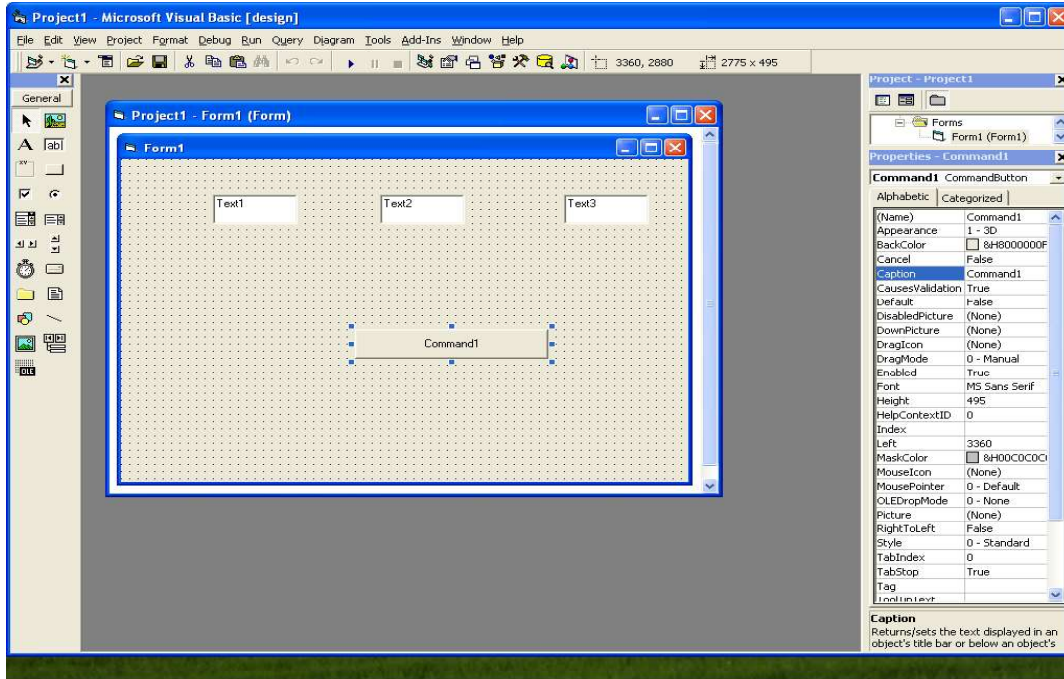 Project1 - Microsoft Visual Basic [design]
File Edit View Project Format Debug Run Query Diagram Tools Add-Ins Window Help
3360, 2880 2775 x 495
General
A ab|
xv
OLE
Project1 - Form1 (Form)
Form1
Text1 Text2 Text3
Command1
Project - Project1
Forms
Form1 (Form1)
Properties - Command1
Command1 CommandButton
Alphabetic Categorized
(Name) Command1
Appearance 1 - 3D
BackColor &H8000000F
Cancel False
Caption Command1
CausesValidation True
Default False
DisabledPicture (None)
DownPicture (None)
DragIcon (None)
DragMode 0 - Manual
Enabled True
Font MS Sans Serif
Height 495
HelpContextID 0
Index
Left 3360
MaskColor &H00C0C0C
MouseIcon (None)
MousePointer 0 - Default
OLEDropMode 0 - None
Picture (None)
RightToLeft False
Style 0 - Standard
TabIndex 0
TabStop True
Tag
ToolTipText
Caption
Returns/sets the text displayed in an
object's title bar or below an object's